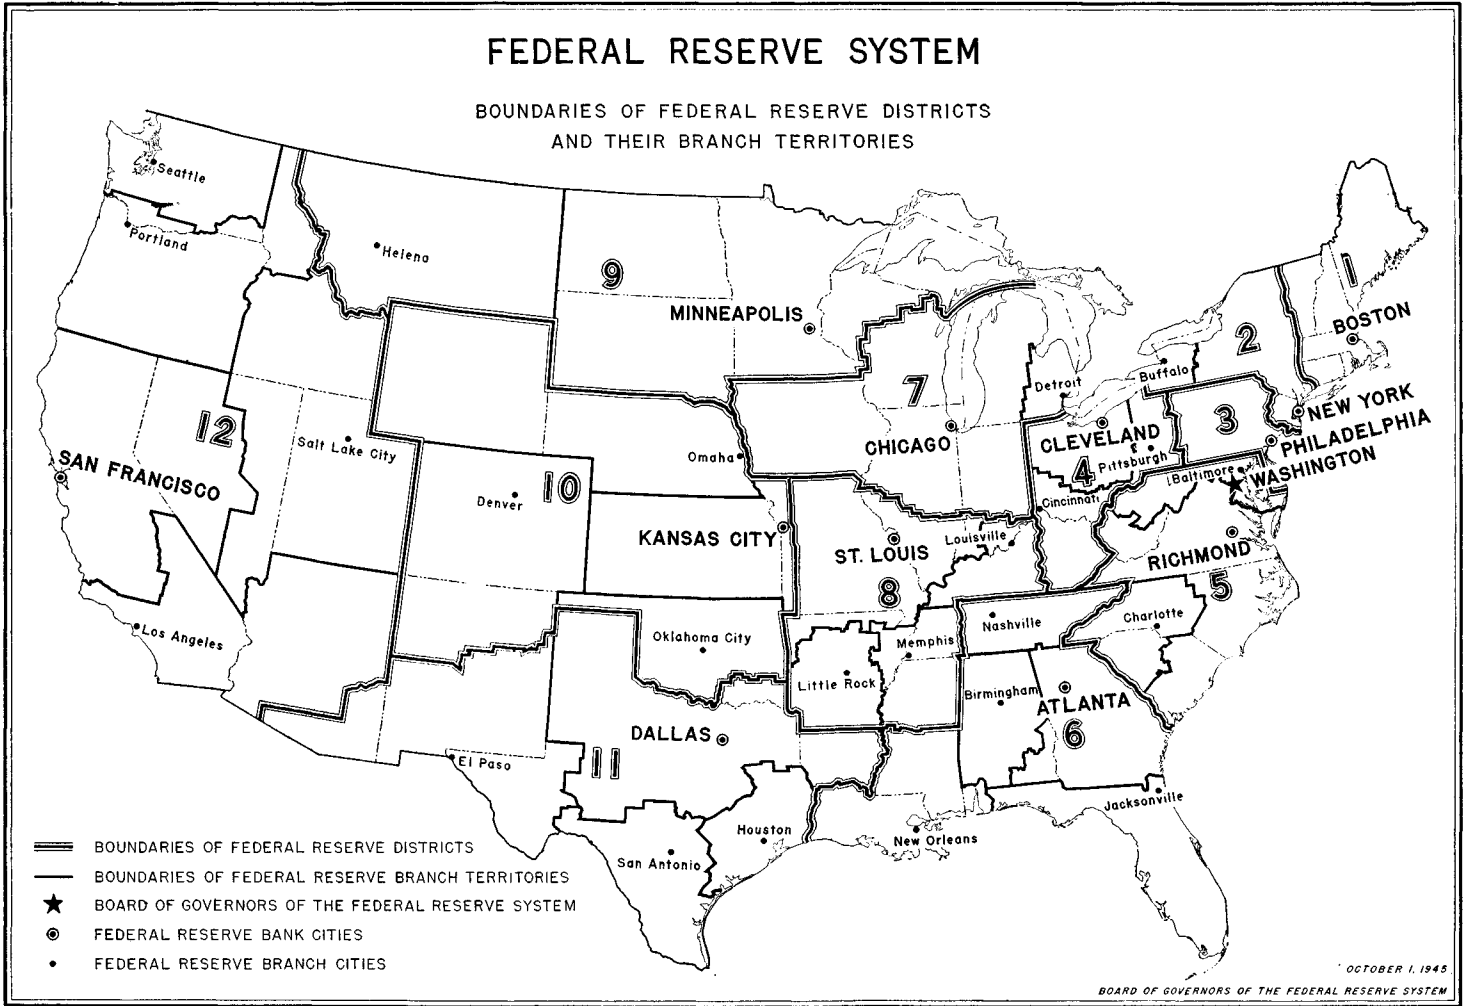 FEDERAL RESERVE SYSTEM
BOUNDARIES OF FEDERAL RESERVE DISTRICTS
AND THEIR BRANCH TERRITORIES
Seattle
Portland
Helena
9
MINNEAPOLIS
1
BOSTON
2
Buffalo
Detroit
7
3
NEW YORK
PHILADELPHIA
WASHINGTON
12
Salt Lake City
SAN FRANCISCO
CHICAGO
CLEVELAND
4
Pittsburgh
Baltimore
Cincinnati
Omaha
Denver
10
KANSAS CITY
ST. LOUIS
8
Louisville
RICHMOND
5
Los Angeles
Oklahoma City
Memphis
Nashville
Charlotte
Little Rock
Birmingham
ATLANTA
6
DALLAS
11
El Paso
Jacksonville
Houston
New Orleans
San Antonio
BOUNDARIES OF FEDERAL RESERVE DISTRICTS
BOUNDARIES OF FEDERAL RESERVE BRANCH TERRITORIES
BOARD OF GOVERNORS OF THE FEDERAL RESERVE SYSTEM
FEDERAL RESERVE BANK CITIES
FEDERAL RESERVE BRANCH CITIES
OCTOBER 1, 1945
BOARD OF GOVERNORS OF THE FEDERAL RESERVE SYSTEM